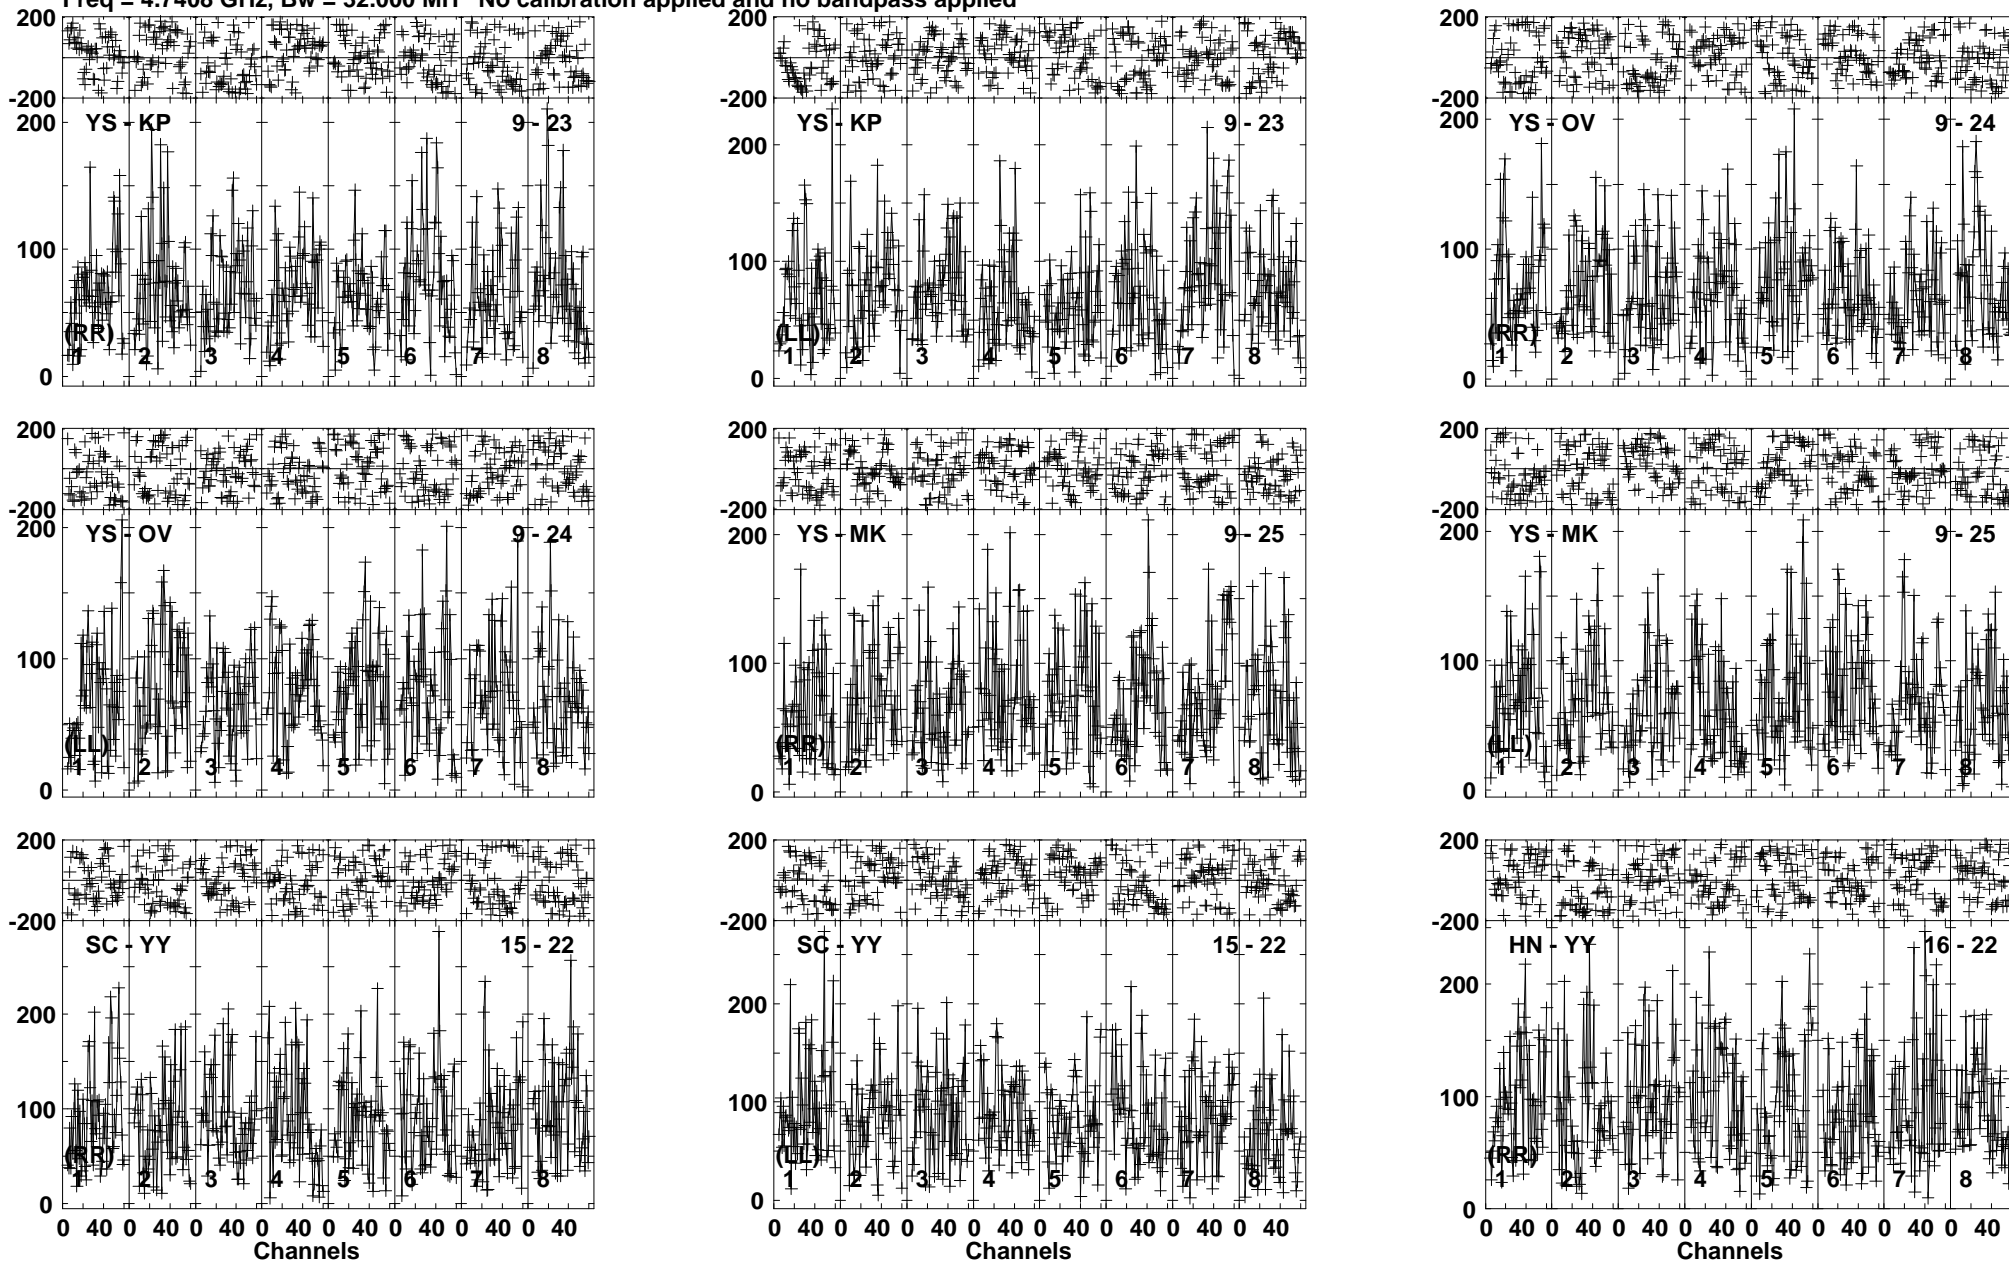 Freq = 4.7408 GHz, Bw = 32.000 MH No calibration applied and no bandpass applied
200 200 200
-200 -200 -200
YS - KP 9 - 23 YS - KP 9 - 23 YS - OV 9 - 24
200 200 200
100 100 100
(RR) (LL) (RR)
1 2 3 4 5 6 7 8 1 2 3 4 5 6 7 8 1 2 3 4 5 6 7 8
0 0 0
200 200 200
-200 -200 -200
YS - OV 9 - 24 YS - MK 9 - 25 YS - MK 9 - 25
200 200 200
100 100 100
(LL) (RR) (LL)
1 2 3 4 5 6 7 8 1 2 3 4 5 6 7 8 1 2 3 4 5 6 7 8
0 0 0
200 200 200
-200 -200 -200
SC - YY 15 - 22 SC - YY 15 - 22 HN - YY 16 - 22
200 200 200
100 100 100
(RR) (LL) (RR)
1 2 3 4 5 6 7 8 1 2 3 4 5 6 7 8 1 2 3 4 5 6 7 8
0 0 0
0 40 0 40 0 40 0 40 0 40 0 40 0 40 0 40 0 40 0 40 0 40 0 40 0 40 0 40 0 40 0 40 0 40 0 40 0 40 0 40 0 40 0 40 0 40 0 40
Channels Channels Channels